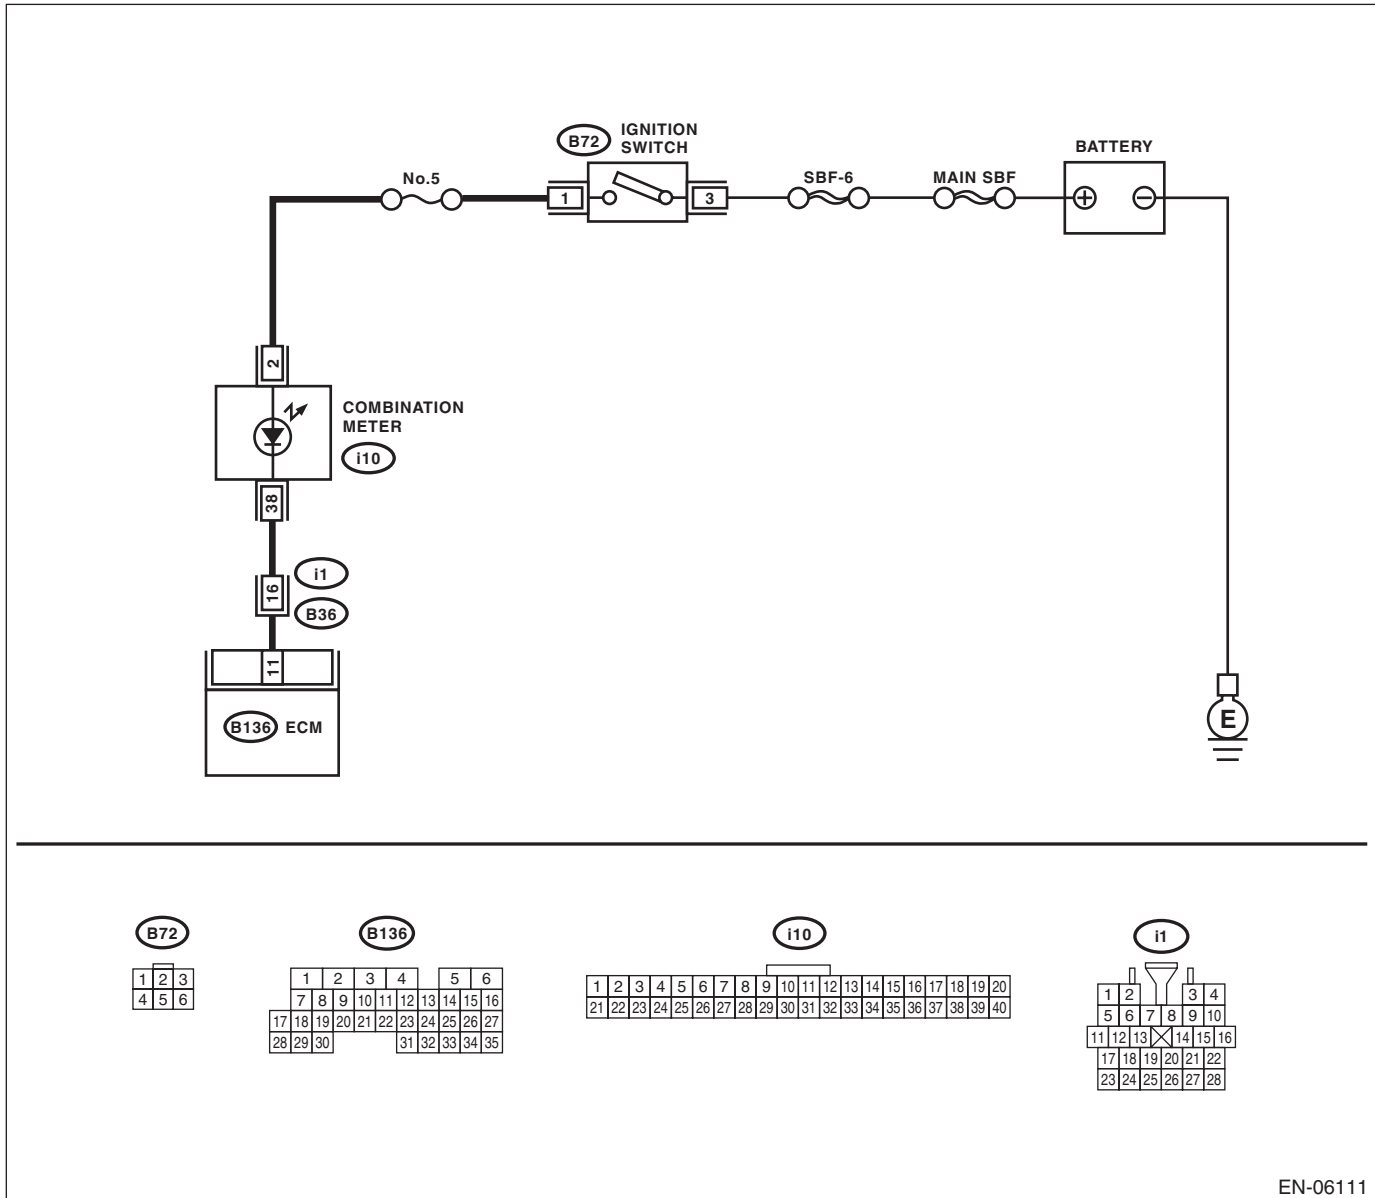 B72
IGNITION
SWITCH
BATTERY
No.5
SBF-6
MAIN SBF
1
3
2
COMBINATION
METER
i10
38
i1
16
B36
11
B136 ECM
E
B72
1 2 3
4 5 6
B136
1 2 3 4 5 6
7 8 9 10 11 12 13 14 15 16
17 18 19 20 21 22 23 24 25 26 27
28 29 30 31 32 33 34 35
i10
1 2 3 4 5 6 7 8 9 10 11 12 13 14 15 16 17 18 19 20
21 22 23 24 25 26 27 28 29 30 31 32 33 34 35 36 37 38 39 40
i1
1 2 3 4
5 6 7 8 9 10
11 12 13 14 15 16
17 18 19 20 21 22
23 24 25 26 27 28
EN-06111